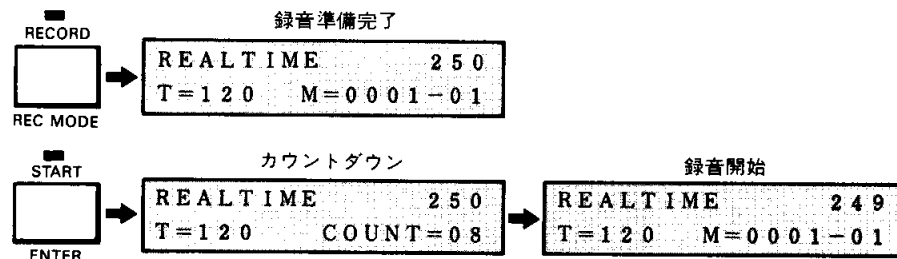 録音準備完了
RECORD
REALTIME 250
T=120 M=0001-01
REC MODE
カウントダウン
録音開始
START
REALTIME 250
T=120 COUNT=08
REALTIME 249
T=120 M=0001-01
ENTER